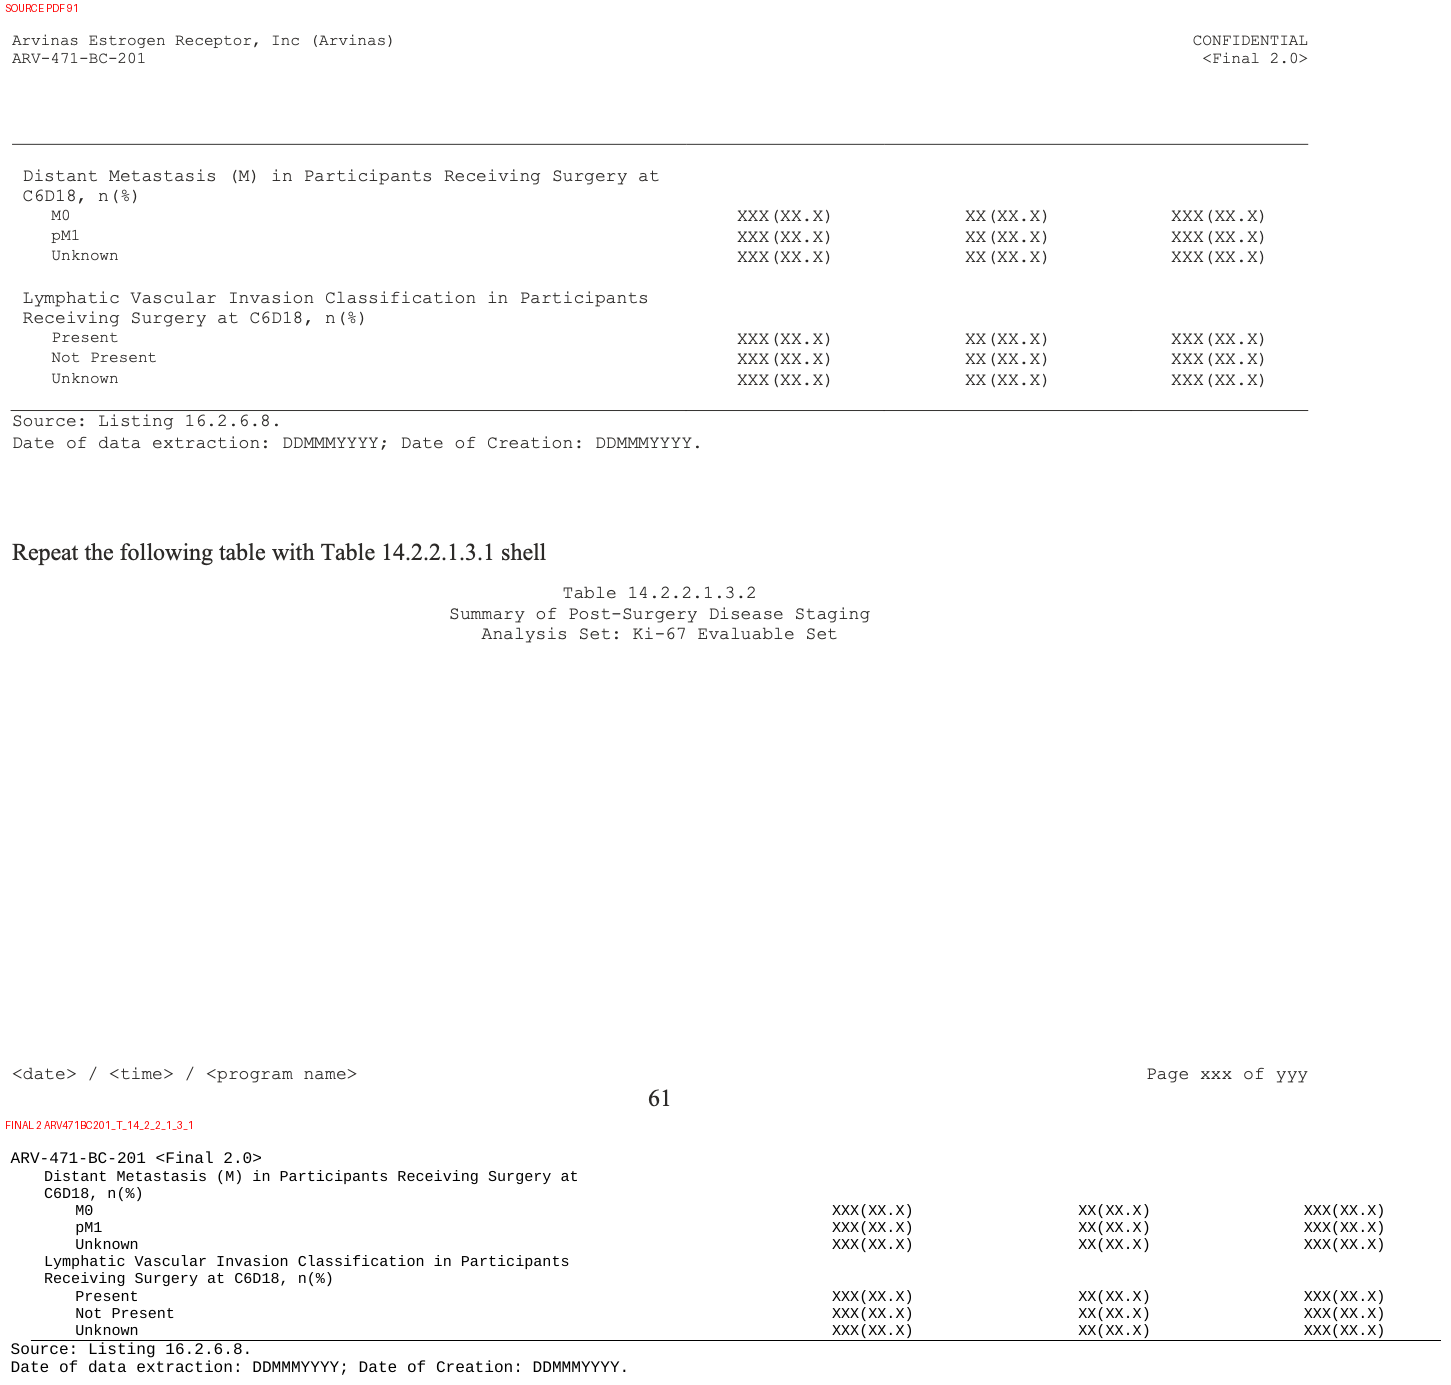 SOURCE PDF 91
Arvinas Estrogen Receptor, Inc (Arvinas) CONFIDENTIAL
ARV-471-BC-201 <Final 2.0>
Distant Metastasis (M) in Participants Receiving Surgery at
C6D18, n(%)
M0 XXX(XX.X) XX(XX.X) XXX(XX.X)
pM1 XXX(XX.X) XX(XX.X) XXX(XX.X)
Unknown XXX(XX.X) XX(XX.X) XXX(XX.X)
Lymphatic Vascular Invasion Classification in Participants
Receiving Surgery at C6D18, n(%)
Present XXX(XX.X) XX(XX.X) XXX(XX.X)
Not Present XXX(XX.X) XX(XX.X) XXX(XX.X)
Unknown XXX(XX.X) XX(XX.X) XXX(XX.X)
Source: Listing 16.2.6.8.
Date of data extraction: DDMMMYYYY; Date of Creation: DDMMMYYYY.
Repeat the following table with Table 14.2.2.1.3.1 shell
Table 14.2.2.1.3.2
Summary of Post-Surgery Disease Staging
Analysis Set: Ki-67 Evaluable Set
<date> / <time> / <program name> Page xxx of yyy
61
FINAL 2 ARV471BC201_T_14_2_2_1_3_1
ARV-471-BC-201 <Final 2.0>
Distant Metastasis (M) in Participants Receiving Surgery at
C6D18, n(%)
M0 XXX(XX.X) XX(XX.X) XXX(XX.X)
pM1 XXX(XX.X) XX(XX.X) XXX(XX.X)
Unknown XXX(XX.X) XX(XX.X) XXX(XX.X)
Lymphatic Vascular Invasion Classification in Participants
Receiving Surgery at C6D18, n(%)
Present XXX(XX.X) XX(XX.X) XXX(XX.X)
Not Present XXX(XX.X) XX(XX.X) XXX(XX.X)
Unknown XXX(XX.X) XX(XX.X) XXX(XX.X)
Source: Listing 16.2.6.8.
Date of data extraction: DDMMMYYYY; Date of Creation: DDMMMYYYY.